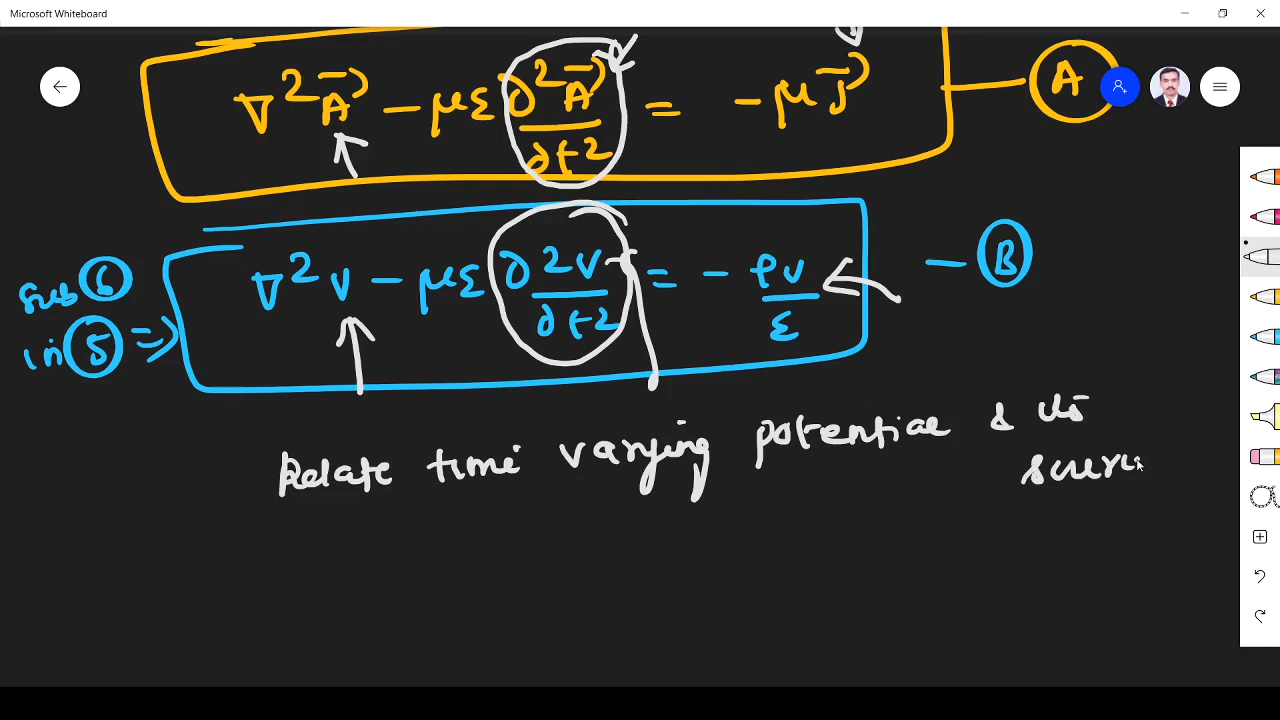 Microsoft Whiteboard
∇²A⃗ − με ∂²A⃗/∂t² = − μJ⃗ — A
sub 6 in 5 ⇒ ∇²V − με ∂²V/∂t² = − ρv/ε — B
Relate time varying potential & its
sourc